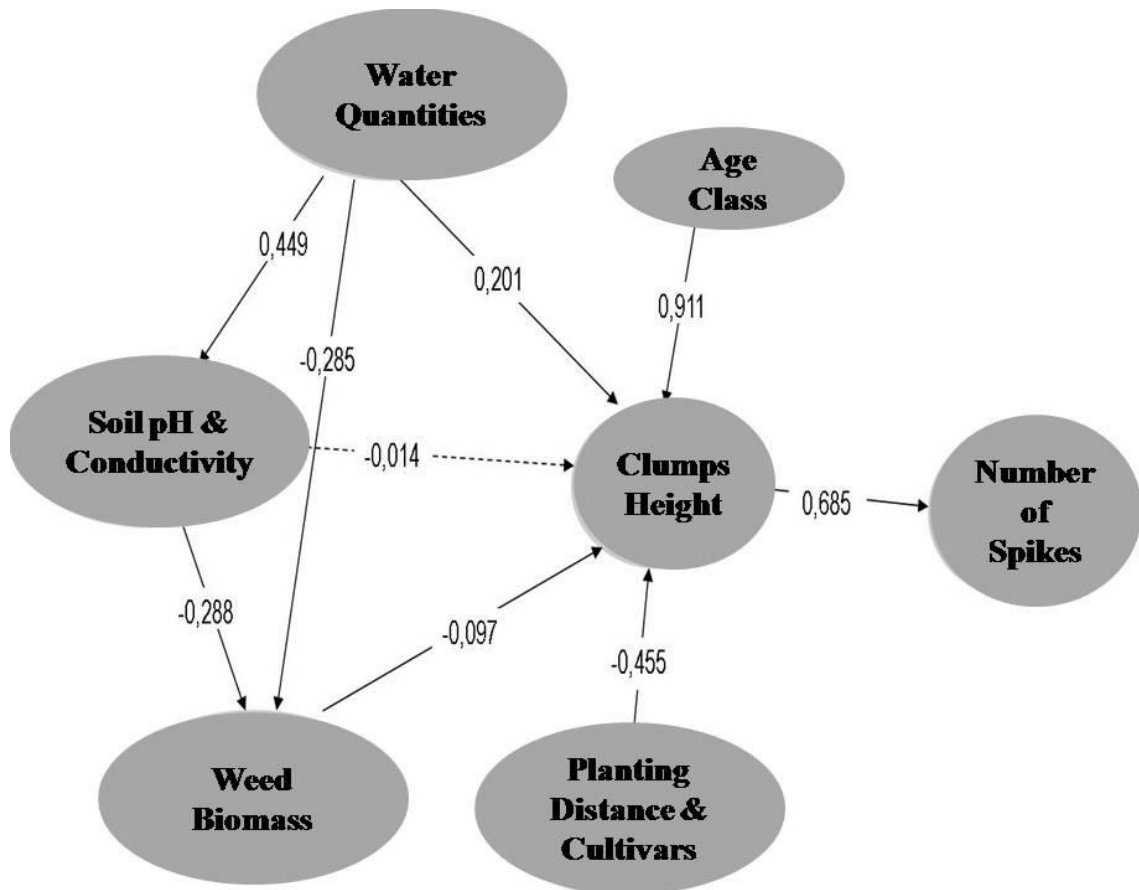 Water
Quantities
Age
Class
0,449
0,201
0,911
-0,285
Soil pH &
Conductivity
-0,014
Clumps
Height
0,685
Number
of
Spikes
-0,288
-0,097
-0,455
Weed
Biomass
Planting
Distance &
Cultivars